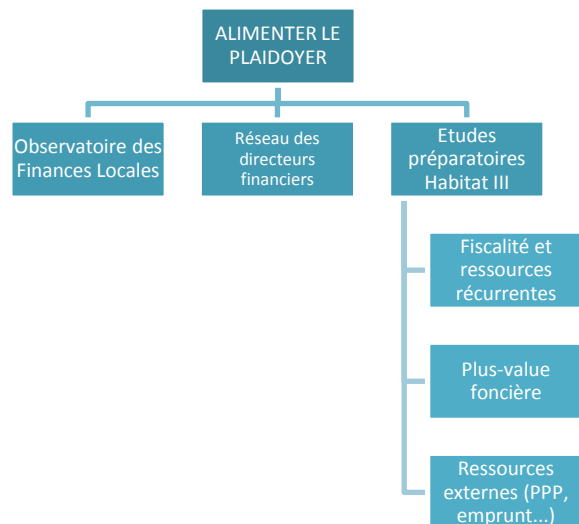 ALIMENTER LE
PLAIDOYER
Observatoire des
Finances Locales
Réseau des
directeurs
financiers
Etudes
préparatoires
Habitat III
Fiscalité et
ressources
récurrentes
Plus-value
foncière
Ressources
externes (PPP,
emprunt...)